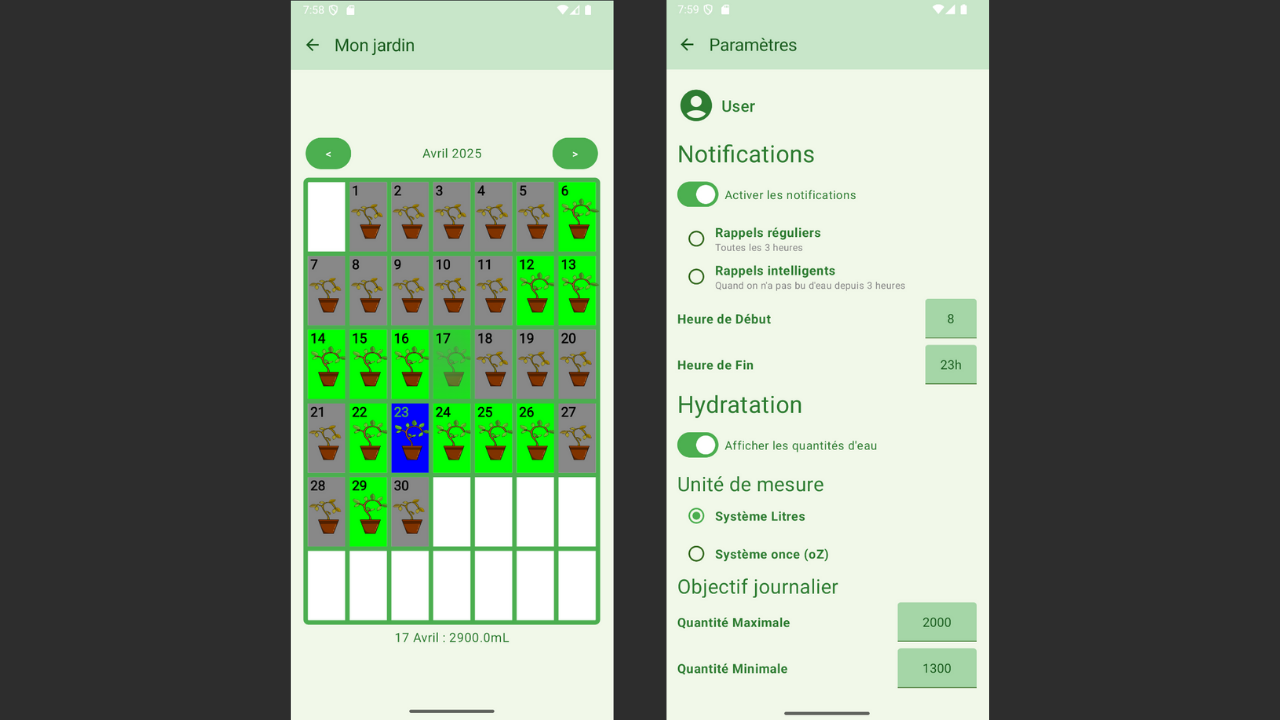 7:58
Mon jardin
< Avril 2025 >
1 2 3 4 5 6
7 8 9 10 11 12 13
14 15 16 17 18 19 20
21 22 23 24 25 26 27
28 29 30
17 Avril : 2900.0mL
7:59
Paramètres
User
Notifications
Activer les notifications
Rappels réguliers
Toutes les 3 heures
Rappels intelligents
Quand on n'a pas bu d'eau depuis 3 heures
Heure de Début 8
Heure de Fin 23h
Hydratation
Afficher les quantités d'eau
Unité de mesure
Système Litres
Système once (oZ)
Objectif journalier
Quantité Maximale 2000
Quantité Minimale 1300